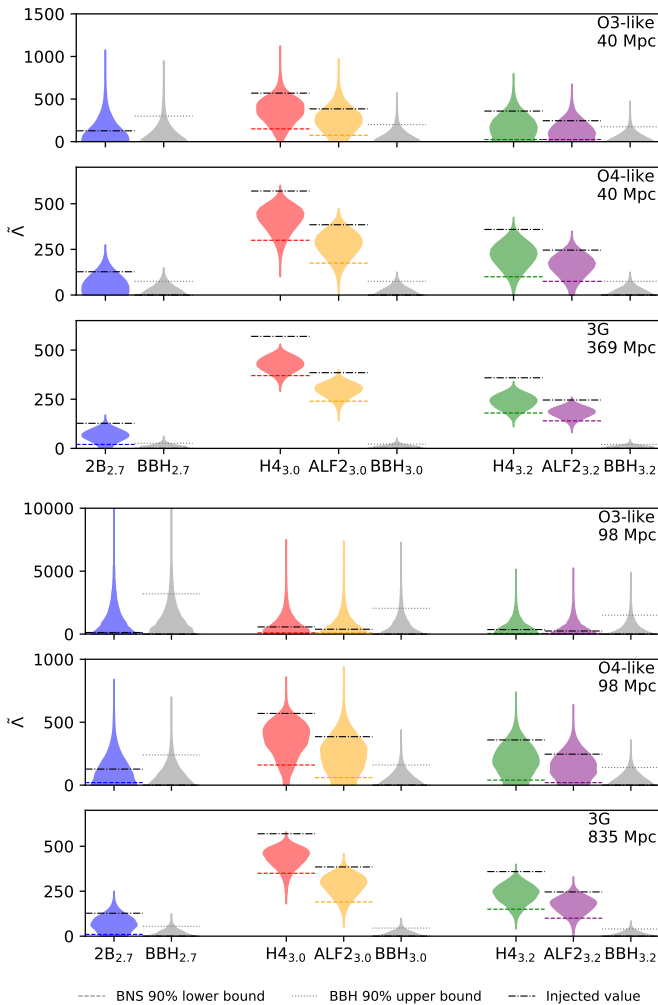 1500
1000
500
0
O3-like
40 Mpc
500
250
0
O4-like
40 Mpc
Λ̃
500
250
0
3G
369 Mpc
2B2.7 BBH2.7 H43.0 ALF23.0 BBH3.0 H43.2 ALF23.2 BBH3.2
10000
5000
0
O3-like
98 Mpc
1000
500
0
O4-like
98 Mpc
Λ̃
500
250
0
3G
835 Mpc
2B2.7 BBH2.7 H43.0 ALF23.0 BBH3.0 H43.2 ALF23.2 BBH3.2
BNS 90% lower bound BBH 90% upper bound Injected value